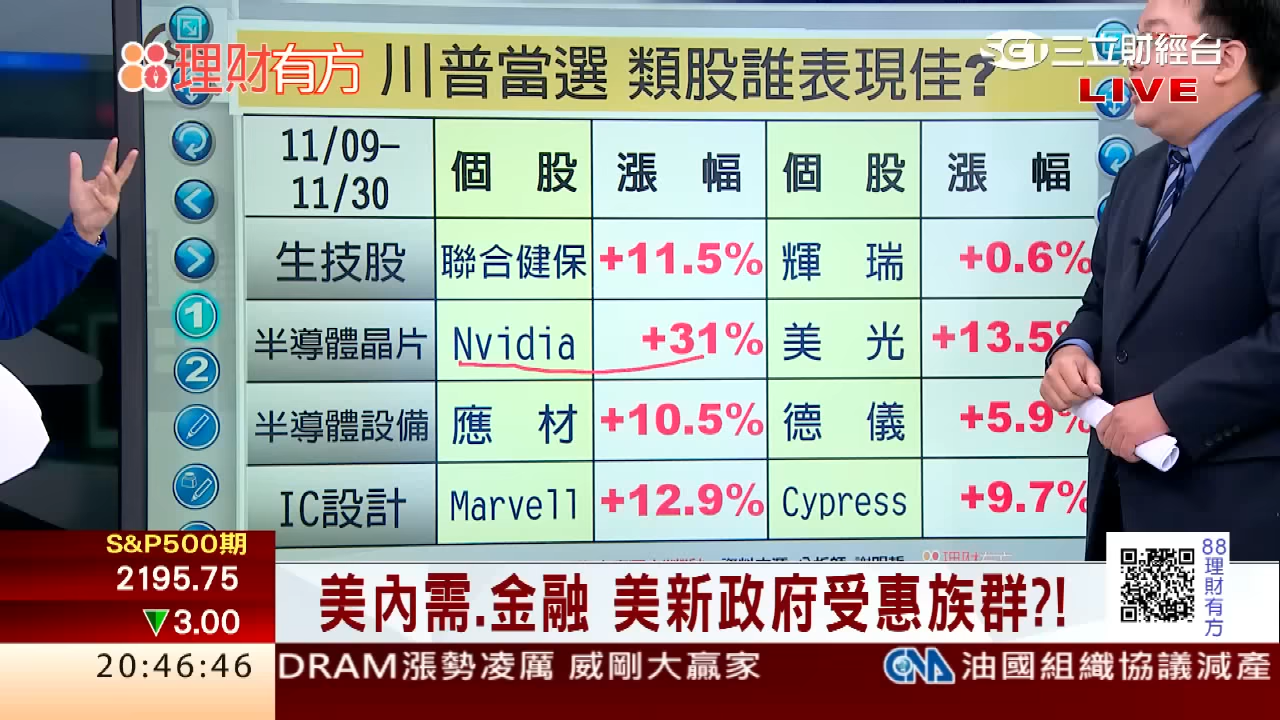 理財有方
川普當選 類股誰表現佳?
SET 三立財經台
LIVE
11/09-
11/30
個股 漲幅 個股 漲幅
生技股 聯合健保 +11.5% 輝瑞 +0.6%
半導體晶片 Nvidia +31% 美光 +13.5%
半導體設備 應材 +10.5% 德儀 +5.9%
IC設計 Marvell +12.9% Cypress +9.7%
1
2
S&P500期
2195.75
▼3.00
美內需.金融 美新政府受惠族群?!
88理財有方
20:46:46
DRAM漲勢凌厲 威剛大贏家
CNA 油國組織協議減產